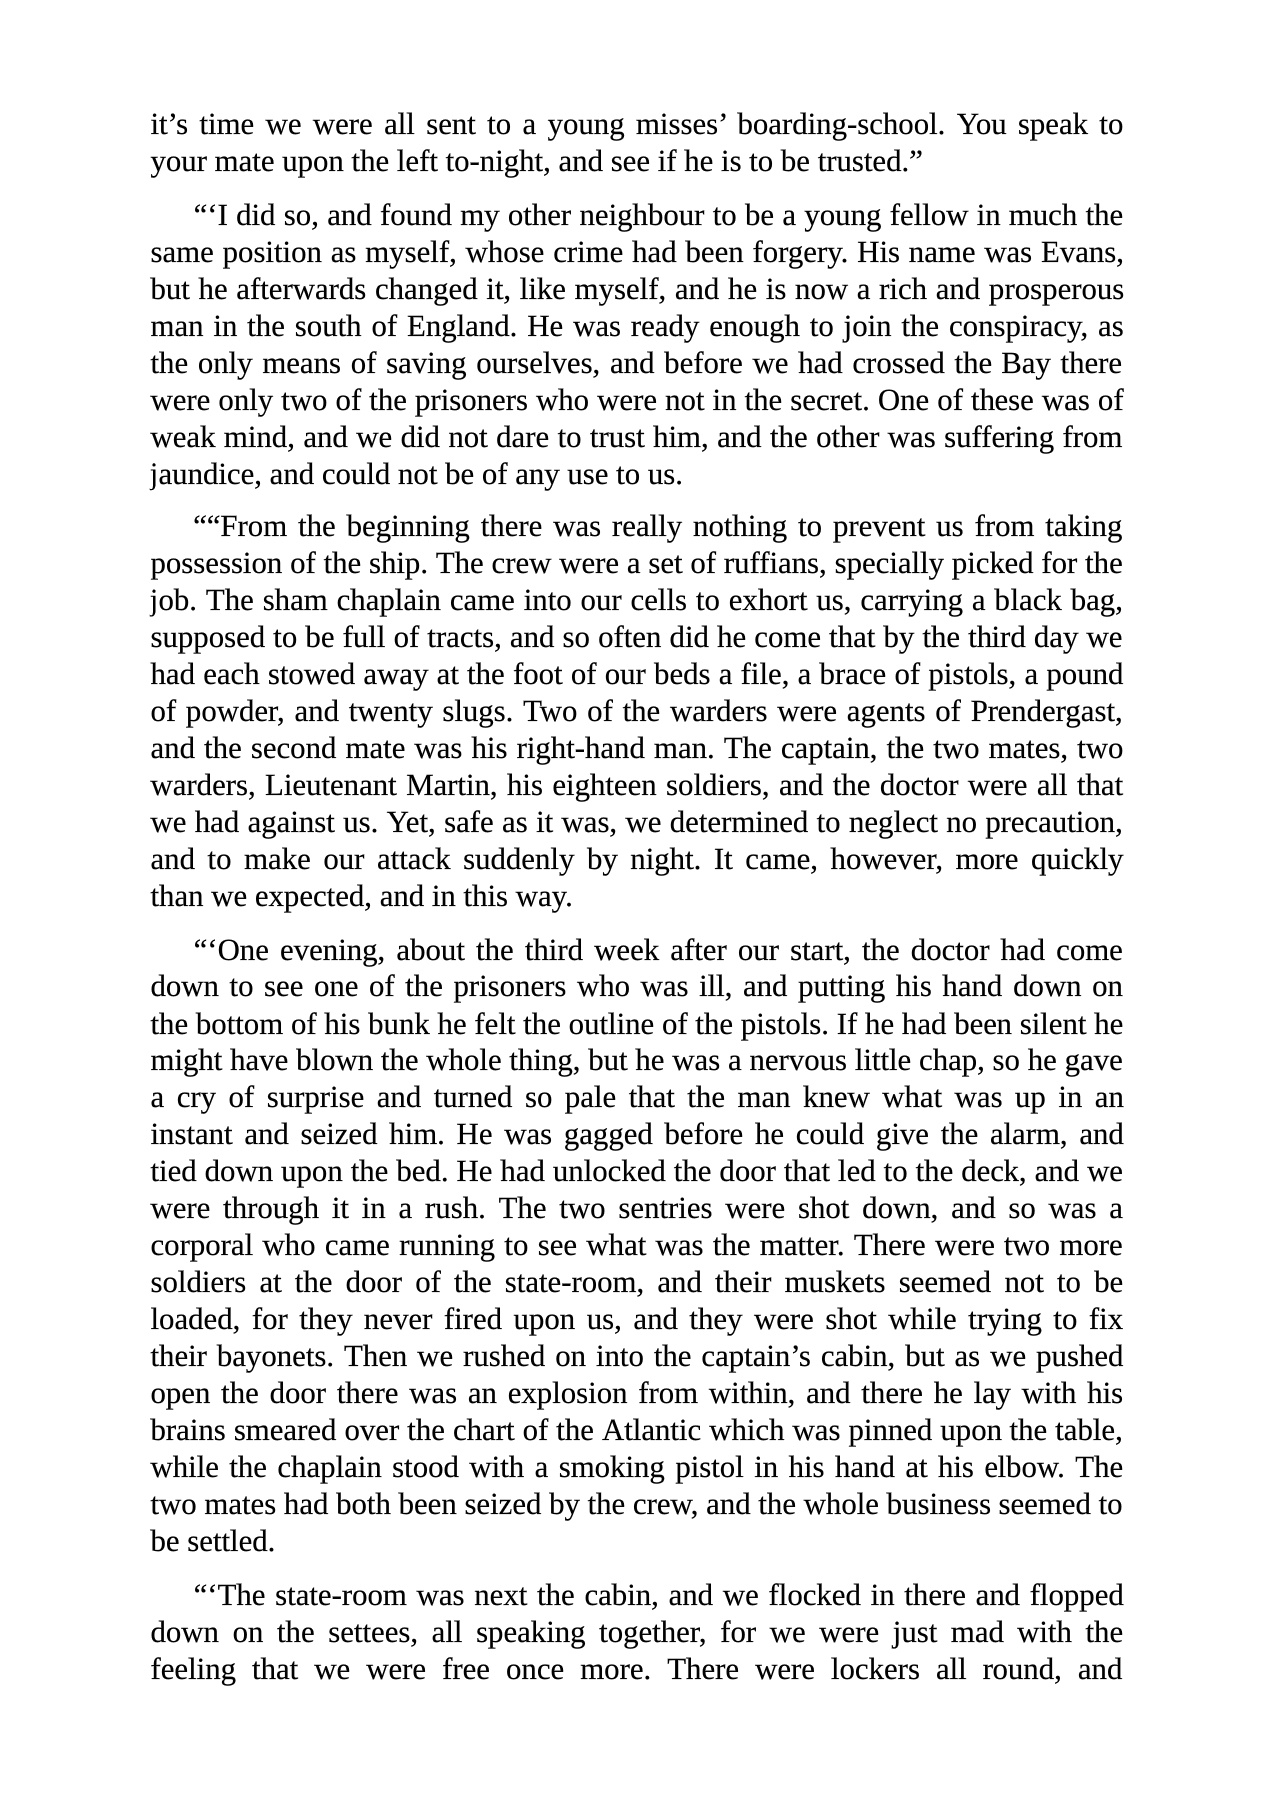 it’s time we were all sent to a young misses’ boarding-school. You speak to
your mate upon the left to-night, and see if he is to be trusted.”
“‘I did so, and found my other neighbour to be a young fellow in much the
same position as myself, whose crime had been forgery. His name was Evans,
but he afterwards changed it, like myself, and he is now a rich and prosperous
man in the south of England. He was ready enough to join the conspiracy, as
the only means of saving ourselves, and before we had crossed the Bay there
were only two of the prisoners who were not in the secret. One of these was of
weak mind, and we did not dare to trust him, and the other was suffering from
jaundice, and could not be of any use to us.
““From the beginning there was really nothing to prevent us from taking
possession of the ship. The crew were a set of ruffians, specially picked for the
job. The sham chaplain came into our cells to exhort us, carrying a black bag,
supposed to be full of tracts, and so often did he come that by the third day we
had each stowed away at the foot of our beds a file, a brace of pistols, a pound
of powder, and twenty slugs. Two of the warders were agents of Prendergast,
and the second mate was his right-hand man. The captain, the two mates, two
warders, Lieutenant Martin, his eighteen soldiers, and the doctor were all that
we had against us. Yet, safe as it was, we determined to neglect no precaution,
and to make our attack suddenly by night. It came, however, more quickly
than we expected, and in this way.
“‘One evening, about the third week after our start, the doctor had come
down to see one of the prisoners who was ill, and putting his hand down on
the bottom of his bunk he felt the outline of the pistols. If he had been silent he
might have blown the whole thing, but he was a nervous little chap, so he gave
a cry of surprise and turned so pale that the man knew what was up in an
instant and seized him. He was gagged before he could give the alarm, and
tied down upon the bed. He had unlocked the door that led to the deck, and we
were through it in a rush. The two sentries were shot down, and so was a
corporal who came running to see what was the matter. There were two more
soldiers at the door of the state-room, and their muskets seemed not to be
loaded, for they never fired upon us, and they were shot while trying to fix
their bayonets. Then we rushed on into the captain’s cabin, but as we pushed
open the door there was an explosion from within, and there he lay with his
brains smeared over the chart of the Atlantic which was pinned upon the table,
while the chaplain stood with a smoking pistol in his hand at his elbow. The
two mates had both been seized by the crew, and the whole business seemed to
be settled.
“‘The state-room was next the cabin, and we flocked in there and flopped
down on the settees, all speaking together, for we were just mad with the
feeling that we were free once more. There were lockers all round, and